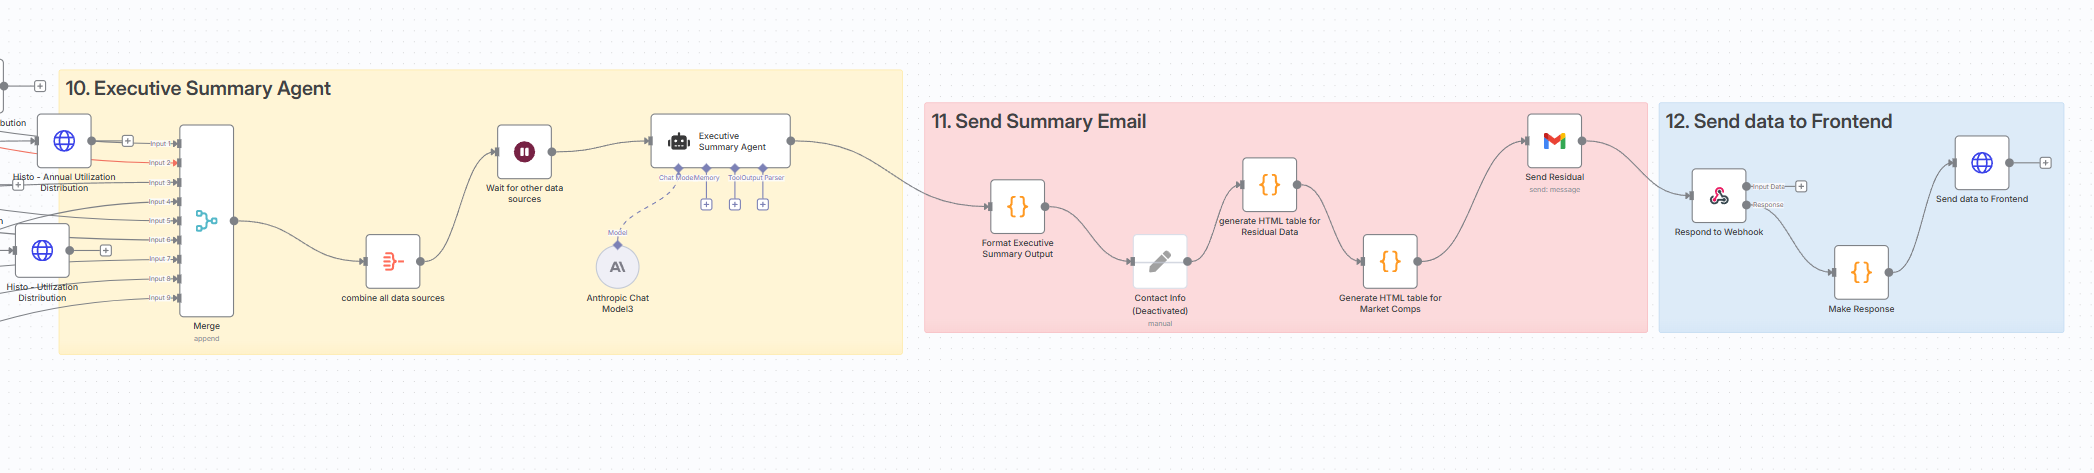 10. Executive Summary Agent
bution
Input 1
Input 2
Histo - Annual Utilization
Distribution
Input 3
Input 4
n
Input 5
Input 6
Input 7
Input 8
Histo - Utilization
Distribution
Input 9
Merge
append
combine all data sources
Wait for other data
sources
Executive
Summary Agent
Chat Model
Memory
Tool
Output Parser
Model
Anthropic Chat
Model3
11. Send Summary Email
Format Executive
Summary Output
Contact Info
(Deactivated)
manual
generate HTML table for
Residual Data
Generate HTML table for
Market Comps
Send Residual
send: message
12. Send data to Frontend
Input Data
Response
Respond to Webhook
Make Response
Send data to Frontend